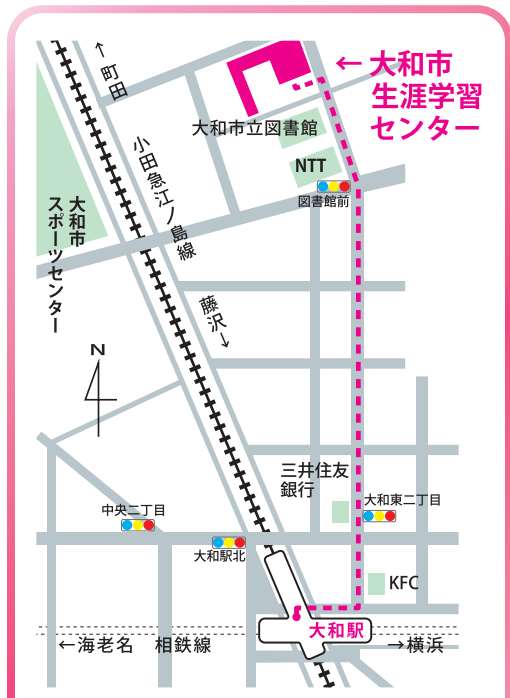 ↑町田
← 大和市
生涯学習
センター
大和市立図書館
NTT
図書館前
小田急江ノ島線
大和市
スポーツセンター
藤沢→
N
三井住友
銀行
大和東二丁目
中央二丁目
大和駅北
KFC
大和駅
←海老名 相鉄線
→横浜